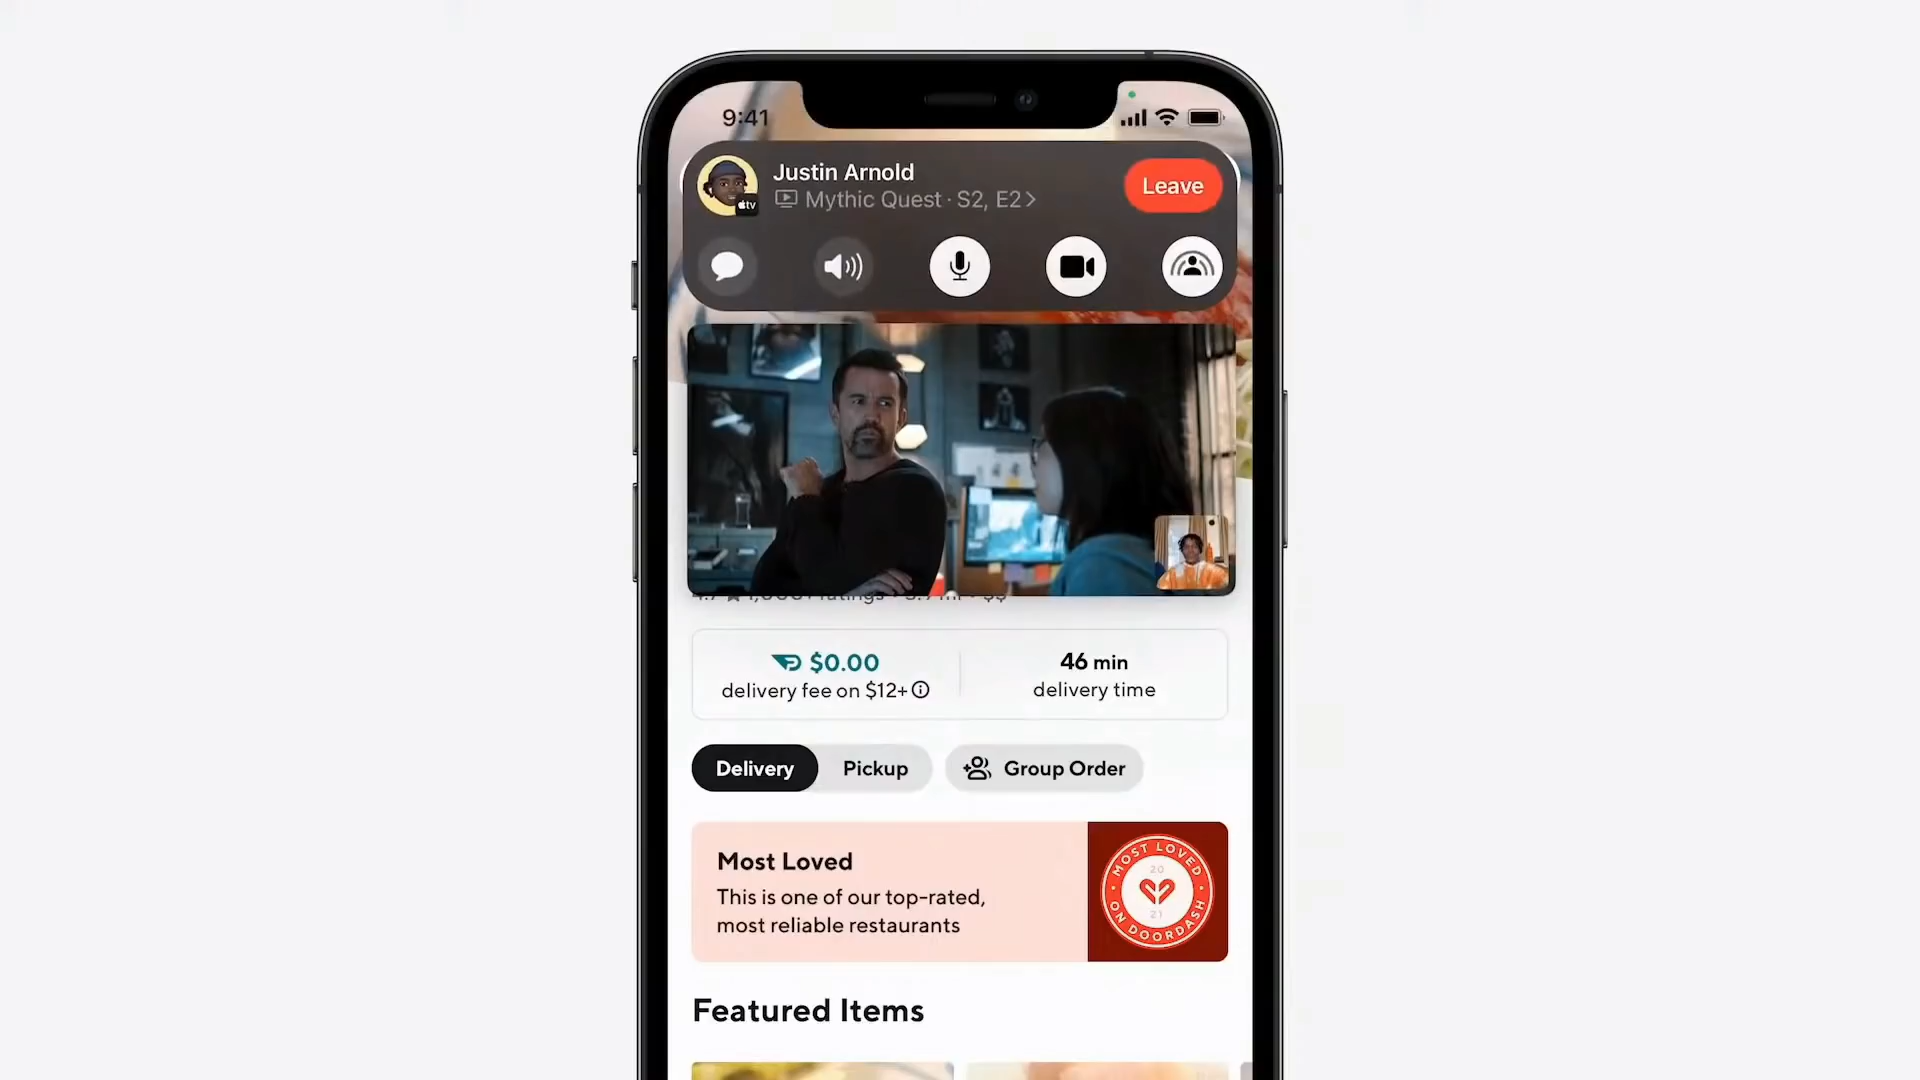 9:41
Justin Arnold
tv
Mythic Quest · S2, E2
Leave
$0.00
delivery fee on $12+
46 min
delivery time
Delivery
Pickup
Group Order
Most Loved
This is one of our top-rated,
most reliable restaurants
MOST LOVED
20
21
ON DOORDASH
Featured Items